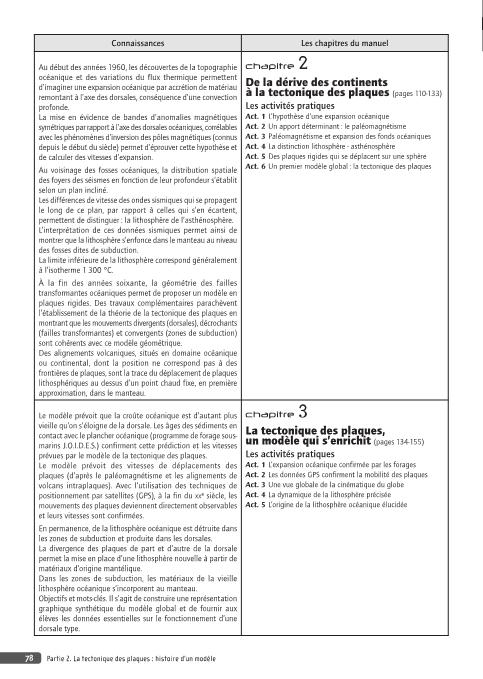 Connaissances
Les chapitres du manuel
Au début des années 1960, les découvertes de la topographie
océanique et des variations du flux thermique permettent
d'imaginer une expansion océanique par accrétion de matériau
remontant à l'axe des dorsales, conséquence d'une convection
profonde.
La mise en évidence de bandes d'anomalies magnétiques
symétriques par rapport à l'axe des dorsales océaniques, corrélables
avec les phénomènes d'inversion des pôles magnétiques (connus
depuis le début du siècle) permet d'éprouver cette hypothèse et
de calculer des vitesses d'expansion.
Au voisinage des fosses océaniques, la distribution spatiale
des foyers des séismes en fonction de leur profondeur s'établit
selon un plan incliné.
Les différences de vitesse des ondes sismiques qui se propagent
le long de ce plan, par rapport à celles qui s'en écartent,
permettent de distinguer : la lithosphère de l'asthénosphère.
L'interprétation de ces données sismiques permet ainsi de
montrer que la lithosphère s'enfonce dans le manteau au niveau
des fosses dites de subduction.
La limite inférieure de la lithosphère correspond généralement
à l'isotherme 1 300 °C.
À la fin des années soixante, la géométrie des failles
transformantes océaniques permet de proposer un modèle en
plaques rigides. Des travaux complémentaires parachèvent
l'établissement de la théorie de la tectonique des plaques en
montrant que les mouvements divergents (dorsales), décrochants
(failles transformantes) et convergents (zones de subduction)
sont cohérents avec ce modèle géométrique.
Des alignements volcaniques, situés en domaine océanique
ou continental, dont la position ne correspond pas à des
frontières de plaques, sont la trace du déplacement de plaques
lithosphériques au dessus d'un point chaud fixe, en première
approximation, dans le manteau.
chapitre 2
De la dérive des continents
à la tectonique des plaques (pages 110-133)
Les activités pratiques
Act. 1 L'hypothèse d'une expansion océanique
Act. 2 Un apport déterminant : le paléomagnétisme
Act. 3 Paléomagnétisme et expansion des fonds océaniques
Act. 4 La distinction lithosphère - asthénosphère
Act. 5 Des plaques rigides qui se déplacent sur une sphère
Act. 6 Un premier modèle global : la tectonique des plaques
Le modèle prévoit que la croûte océanique est d'autant plus
vieille qu'on s'éloigne de la dorsale. Les âges des sédiments en
contact avec le plancher océanique (programme de forage sous-
marins J.O.I.D.E.S.) confirment cette prédiction et les vitesses
prévues par le modèle de la tectonique des plaques.
Le modèle prévoit des vitesses de déplacements des
plaques (d'après le paléomagnétisme et les alignements de
volcans intraplaques). Avec l'utilisation des techniques de
positionnement par satellites (GPS), à la fin du XXe siècle, les
mouvements des plaques deviennent directement observables
et leurs vitesses sont confirmées.
En permanence, de la lithosphère océanique est détruite dans
les zones de subduction et produite dans les dorsales.
La divergence des plaques de part et d'autre de la dorsale
permet la mise en place d'une lithosphère nouvelle à partir de
matériaux d'origine mantélique.
Dans les zones de subduction, les matériaux de la vieille
lithosphère océanique s'incorporent au manteau.
Objectifs et mots-clés. Il s'agit de construire une représentation
graphique synthétique du modèle global et de fournir aux
élèves les données essentielles sur le fonctionnement d'une
dorsale type.
chapitre 3
La tectonique des plaques,
un modèle qui s'enrichit (pages 134-155)
Les activités pratiques
Act. 1 L'expansion océanique confirmée par les forages
Act. 2 Les données GPS confirment la mobilité des plaques
Act. 3 Une vue globale de la cinématique du globe
Act. 4 La dynamique de la lithosphère précisée
Act. 5 L'origine de la lithosphère océanique élucidée
78 Partie 2. La tectonique des plaques : histoire d'un modèle